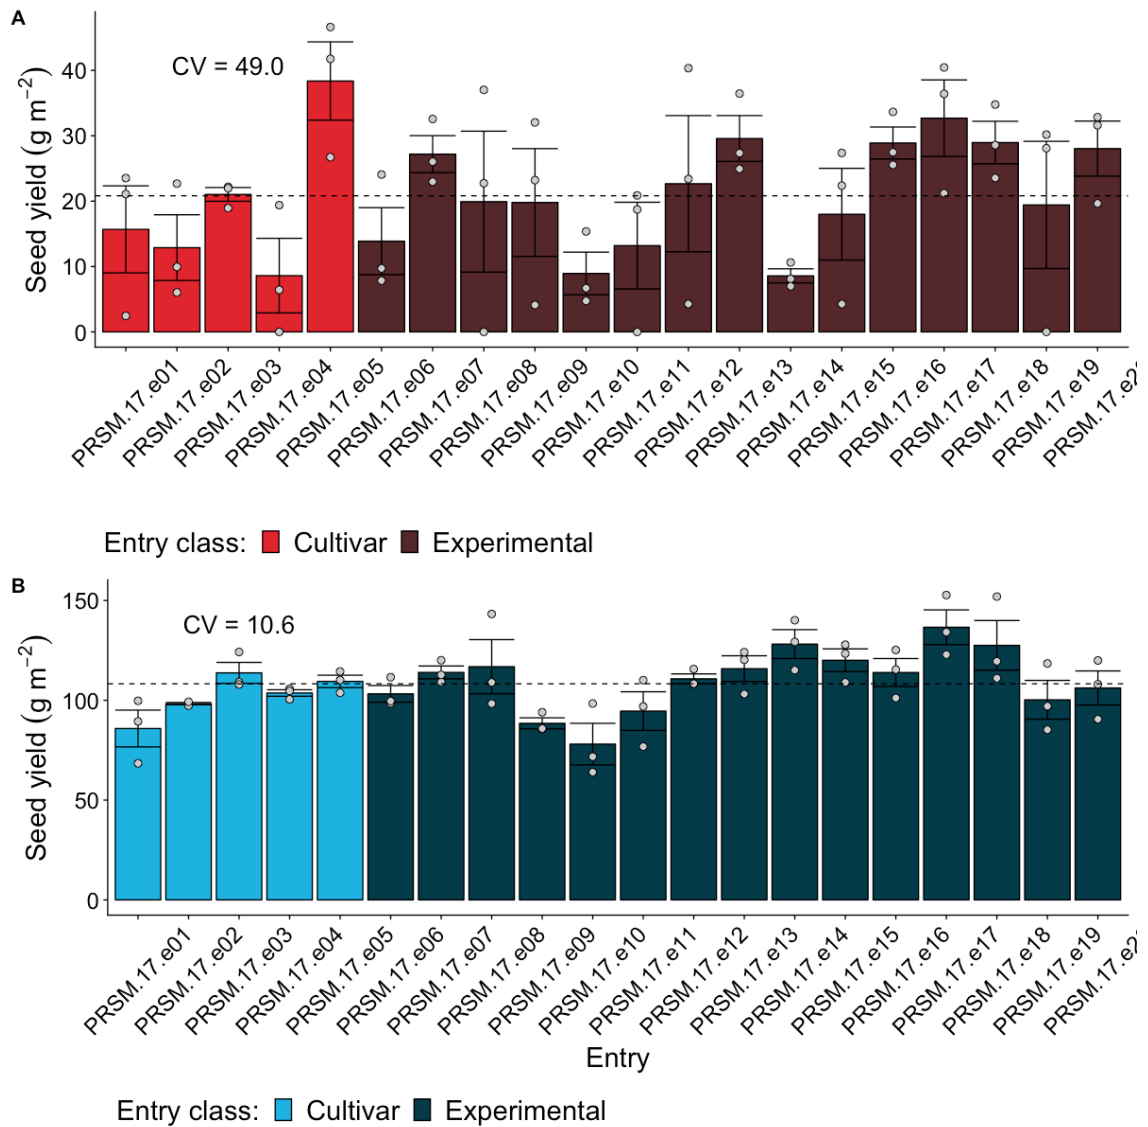 A
CV = 49.0
Seed yield (g m−2)
40
30
20
10
0
PRSM.17.e01
PRSM.17.e02
PRSM.17.e03
PRSM.17.e04
PRSM.17.e05
PRSM.17.e06
PRSM.17.e07
PRSM.17.e08
PRSM.17.e09
PRSM.17.e10
PRSM.17.e11
PRSM.17.e12
PRSM.17.e13
PRSM.17.e14
PRSM.17.e15
PRSM.17.e16
PRSM.17.e17
PRSM.17.e18
PRSM.17.e19
Entry class: Cultivar Experimental
B
CV = 10.6
Seed yield (g m−2)
150
100
50
0
PRSM.17.e01
PRSM.17.e02
PRSM.17.e03
PRSM.17.e04
PRSM.17.e05
PRSM.17.e06
PRSM.17.e07
PRSM.17.e08
PRSM.17.e09
PRSM.17.e10
PRSM.17.e11
PRSM.17.e12
PRSM.17.e13
PRSM.17.e14
PRSM.17.e15
PRSM.17.e16
PRSM.17.e17
PRSM.17.e18
PRSM.17.e19
Entry
Entry class: Cultivar Experimental